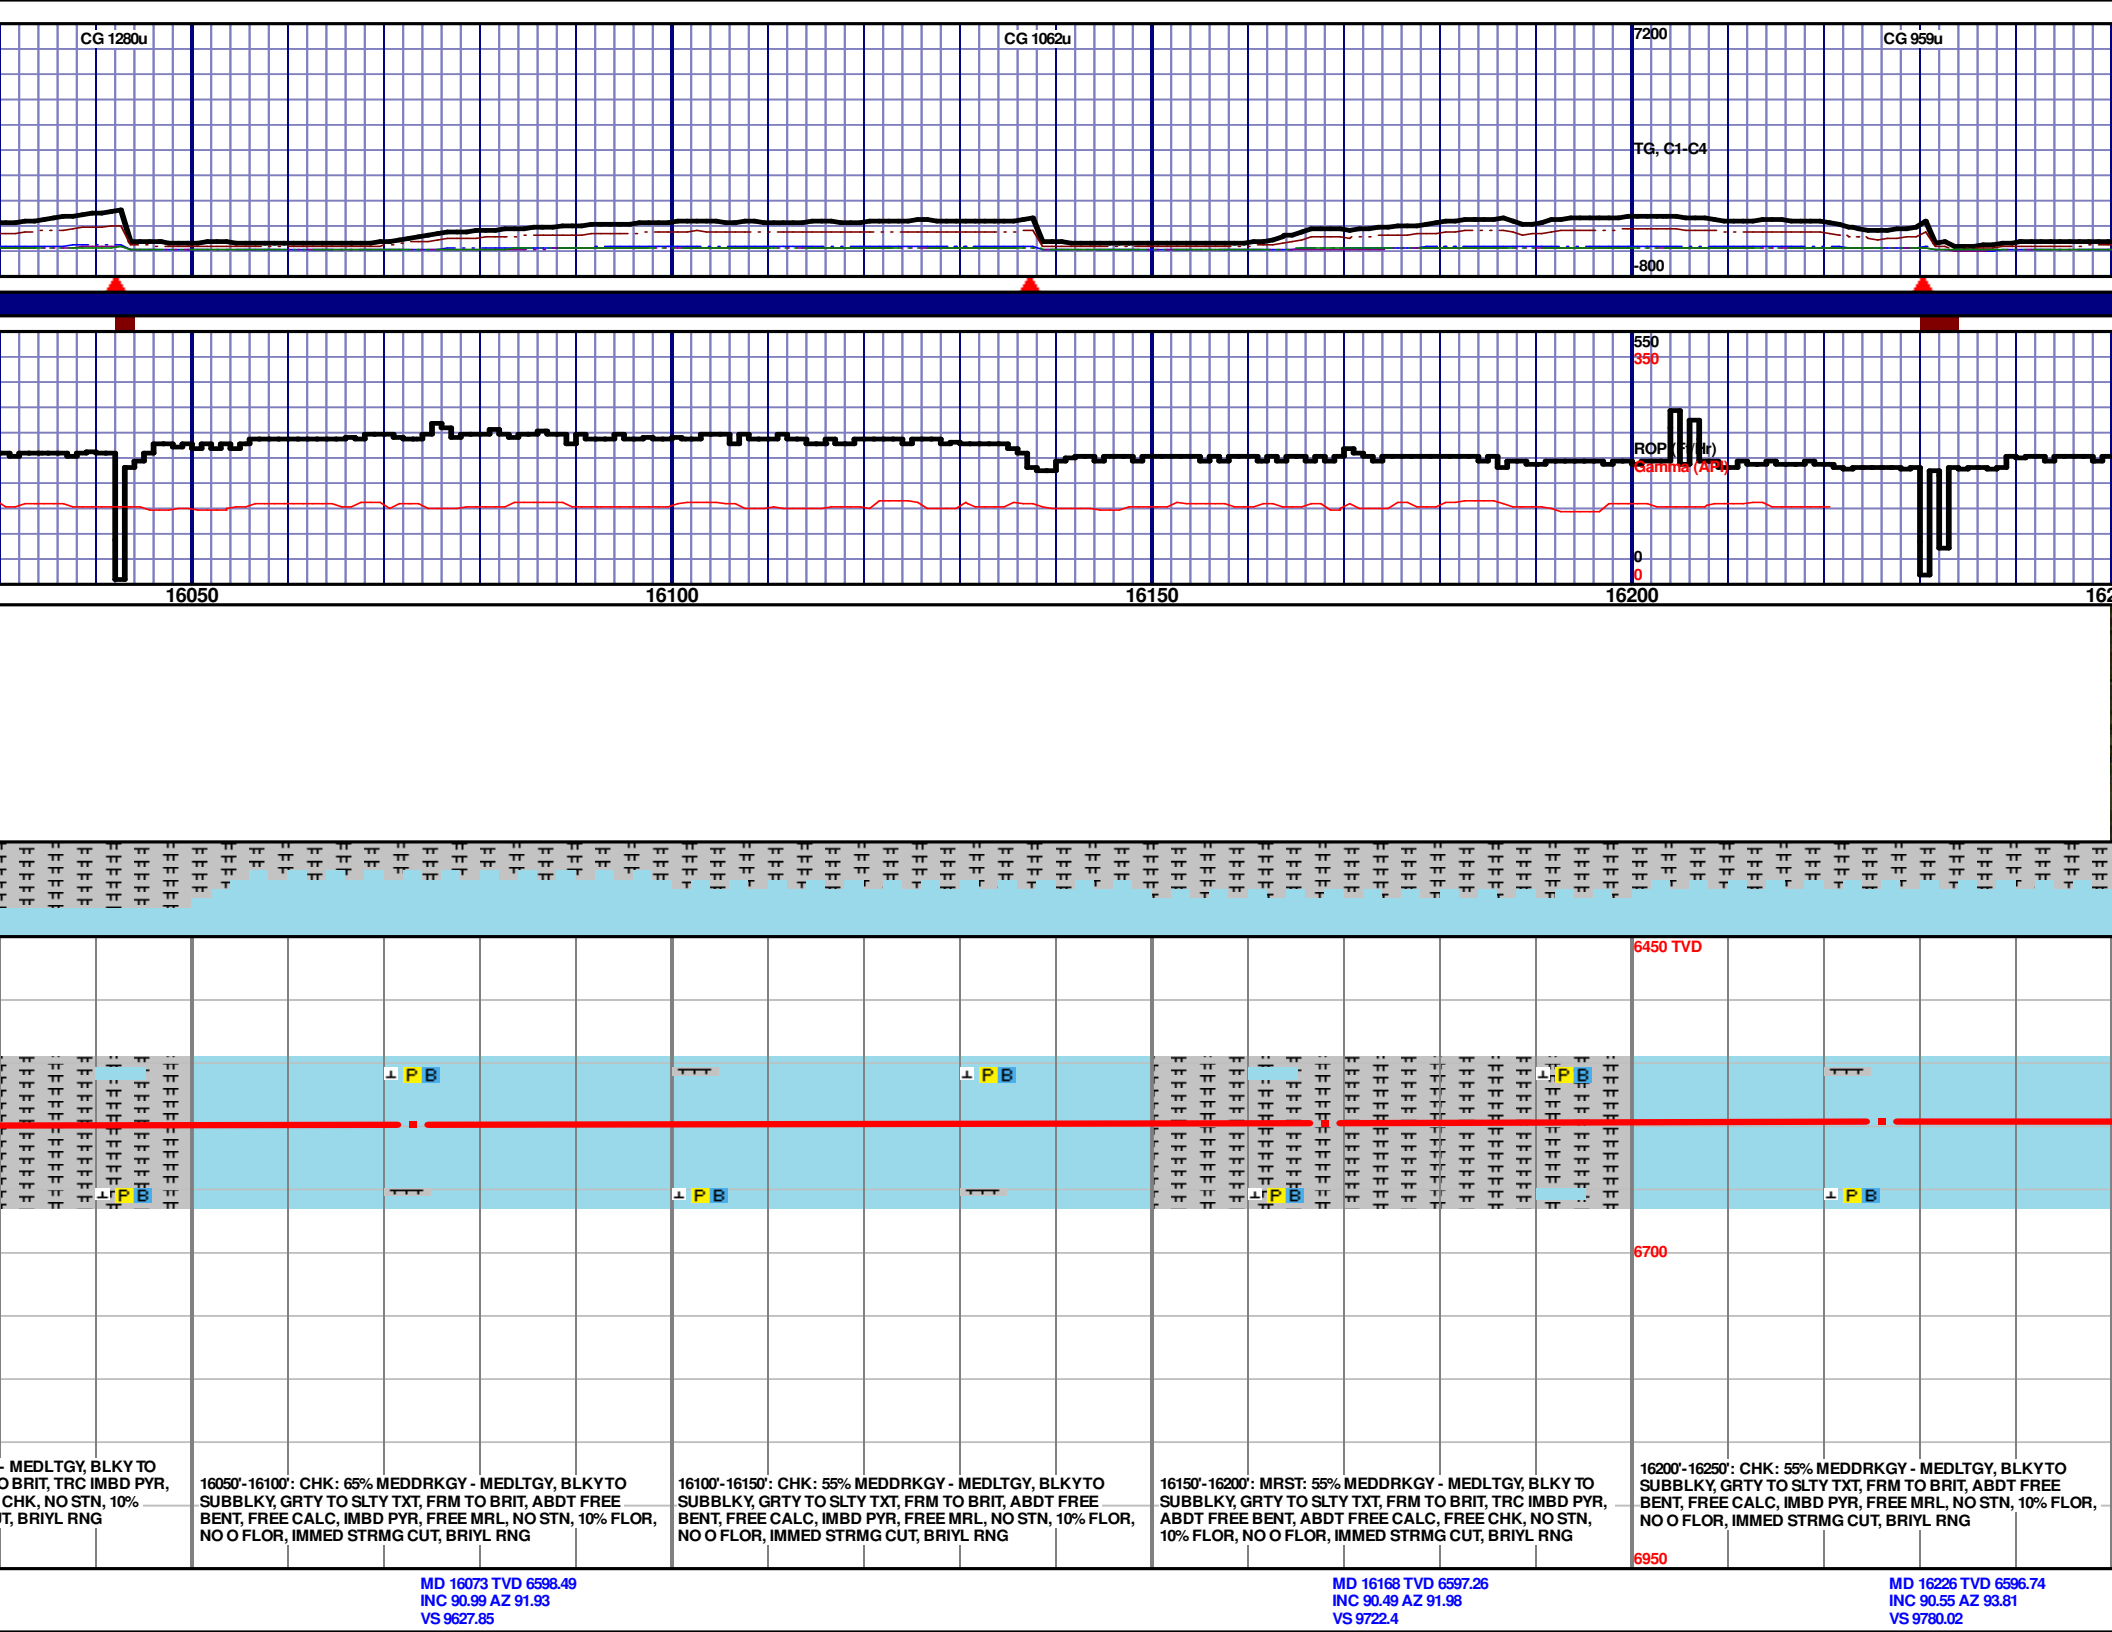 CG 1280u
CG 1062u
7200
CG 959u
TG, C1-C4
-800
550
350
ROP (Ft/Hr)
Gamma (API)
0
0
16050
16100
16150
16200
162
6450 TVD
P B
P B
P B
P B
P B
P B
P B
6700
- MEDLTGY, BLKY TO
O BRIT, TRC IMBD PYR,
CHK, NO STN, 10%
T, BRIYL RNG
16050'-16100': CHK: 65% MEDDRKGY - MEDLTGY, BLKY TO
SUBBLKY, GRTY TO SLTY TXT, FRM TO BRIT, ABDT FREE
BENT, FREE CALC, IMBD PYR, FREE MRL, NO STN, 10% FLOR,
NO O FLOR, IMMED STRMG CUT, BRIYL RNG
16100'-16150': CHK: 55% MEDDRKGY - MEDLTGY, BLKY TO
SUBBLKY, GRTY TO SLTY TXT, FRM TO BRIT, ABDT FREE
BENT, FREE CALC, IMBD PYR, FREE MRL, NO STN, 10% FLOR,
NO O FLOR, IMMED STRMG CUT, BRIYL RNG
16150'-16200': MRST: 55% MEDDRKGY - MEDLTGY, BLKY TO
SUBBLKY, GRTY TO SLTY TXT, FRM TO BRIT, TRC IMBD PYR,
ABDT FREE BENT, ABDT FREE CALC, FREE CHK, NO STN,
10% FLOR, NO O FLOR, IMMED STRMG CUT, BRIYL RNG
16200'-16250': CHK: 55% MEDDRKGY - MEDLTGY, BLKY TO
SUBBLKY, GRTY TO SLTY TXT, FRM TO BRIT, ABDT FREE
BENT, FREE CALC, IMBD PYR, FREE MRL, NO STN, 10% FLOR,
NO O FLOR, IMMED STRMG CUT, BRIYL RNG
6950
MD 16073 TVD 6598.49
INC 90.99 AZ 91.93
VS 9627.85
MD 16168 TVD 6597.26
INC 90.49 AZ 91.98
VS 9722.4
MD 16226 TVD 6596.74
INC 90.55 AZ 93.81
VS 9780.02